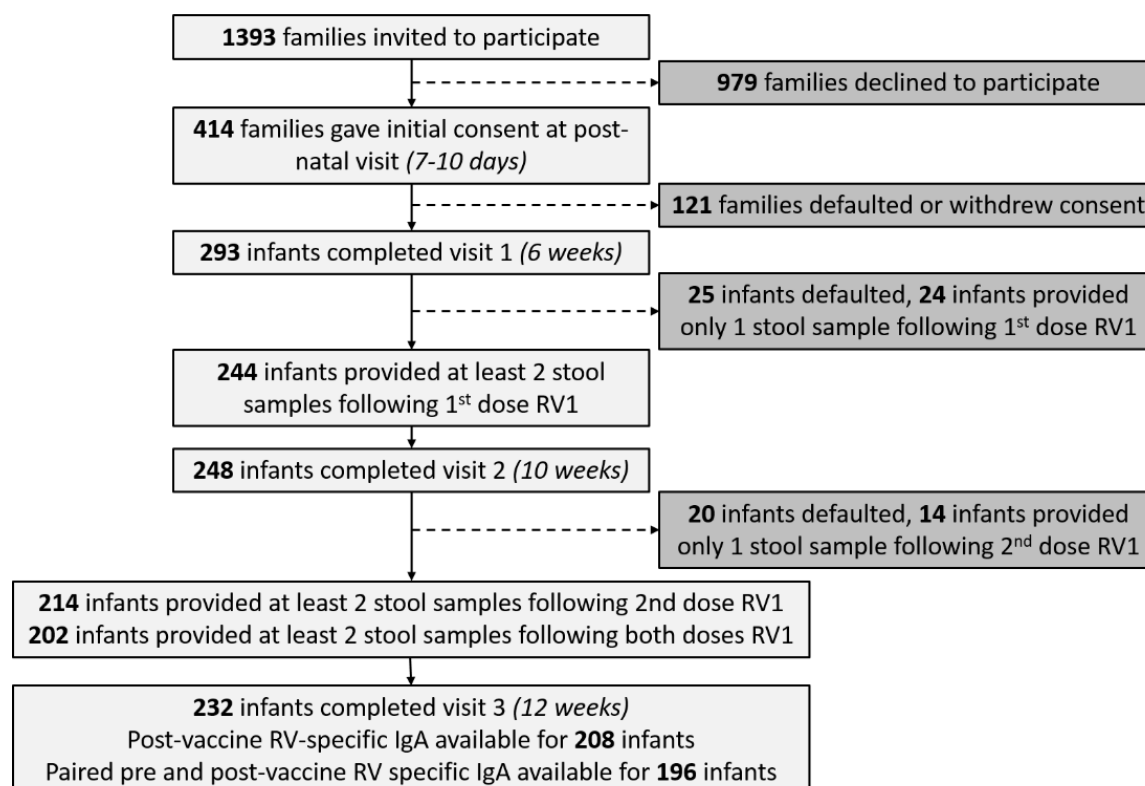 1393 families invited to participate
979 families declined to participate
414 families gave initial consent at post-
natal visit (7-10 days)
121 families defaulted or withdrew consent
293 infants completed visit 1 (6 weeks)
25 infants defaulted, 24 infants provided
only 1 stool sample following 1st dose RV1
244 infants provided at least 2 stool
samples following 1st dose RV1
248 infants completed visit 2 (10 weeks)
20 infants defaulted, 14 infants provided
only 1 stool sample following 2nd dose RV1
214 infants provided at least 2 stool samples following 2nd dose RV1
202 infants provided at least 2 stool samples following both doses RV1
232 infants completed visit 3 (12 weeks)
Post-vaccine RV-specific IgA available for 208 infants
Paired pre and post-vaccine RV specific IgA available for 196 infants